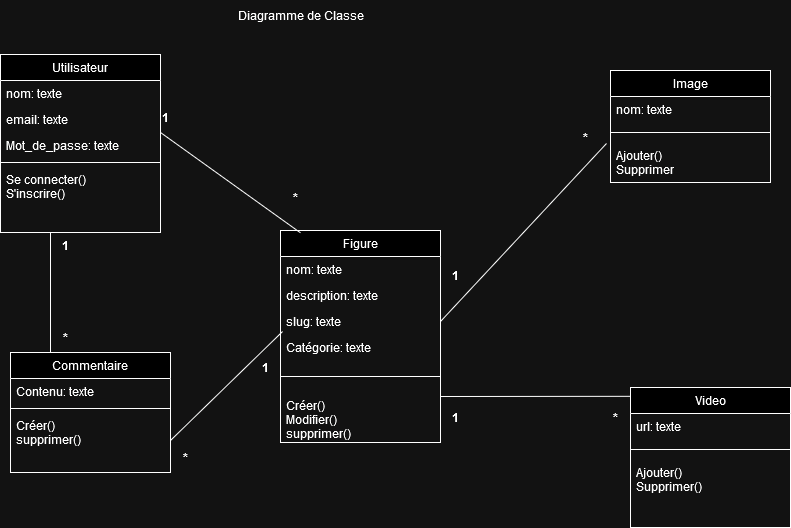 Diagramme de Classe
Utilisateur
nom: texte
email: texte
Mot_de_passe: texte
Se connecter()
S'inscrire()
1
*
1
*
Image
nom: texte
Ajouter()
Supprimer
*
1
Figure
nom: texte
description: texte
slug: texte
Catégorie: texte
Créer()
Modifier()
supprimer()
1
*
Commentaire
Contenu: texte
Créer()
supprimer()
1
*
Video
url: texte
Ajouter()
Supprimer()